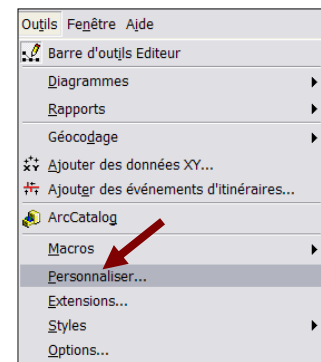 Outils Fenêtre Aide
Barre d'outils Editeur
Diagrammes
Rapports
Géocodage
Ajouter des données XY...
Ajouter des événements d'itinéraires...
ArcCatalog
Macros
Personnaliser...
Extensions...
Styles
Options...